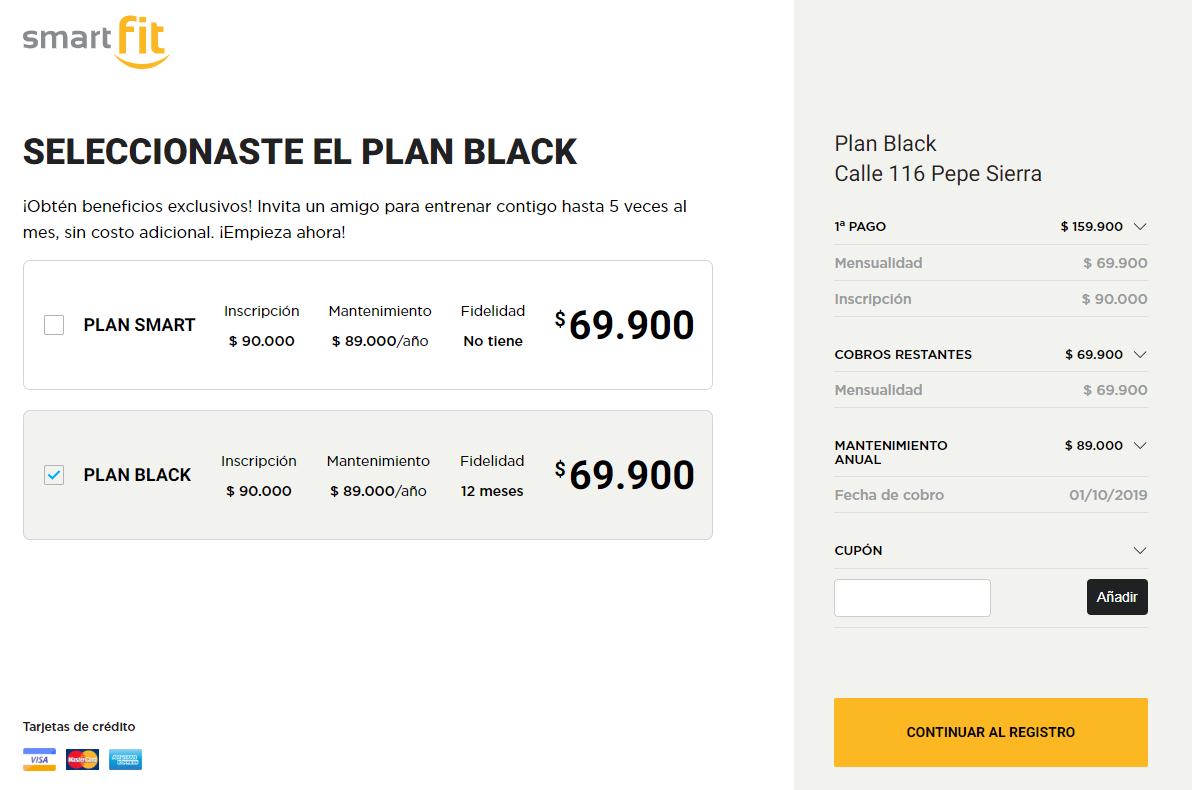 smart fit
SELECCIONASTE EL PLAN BLACK
¡Obtén beneficios exclusivos! Invita un amigo para entrenar contigo hasta 5 veces al
mes, sin costo adicional. ¡Empieza ahora!
PLAN SMART
Inscripción
$ 90.000
Mantenimiento
$ 89.000/año
Fidelidad
No tiene
$69.900
PLAN BLACK
Inscripción
$ 90.000
Mantenimiento
$ 89.000/año
Fidelidad
12 meses
$69.900
Tarjetas de crédito
VISA
MasterCard
AMERICAN
EXPRESS
Plan Black
Calle 116 Pepe Sierra
1ª PAGO $ 159.900
Mensualidad $ 69.900
Inscripción $ 90.000
COBROS RESTANTES $ 69.900
Mensualidad $ 69.900
MANTENIMIENTO $ 89.000
ANUAL
Fecha de cobro 01/10/2019
CUPÓN
Añadir
CONTINUAR AL REGISTRO